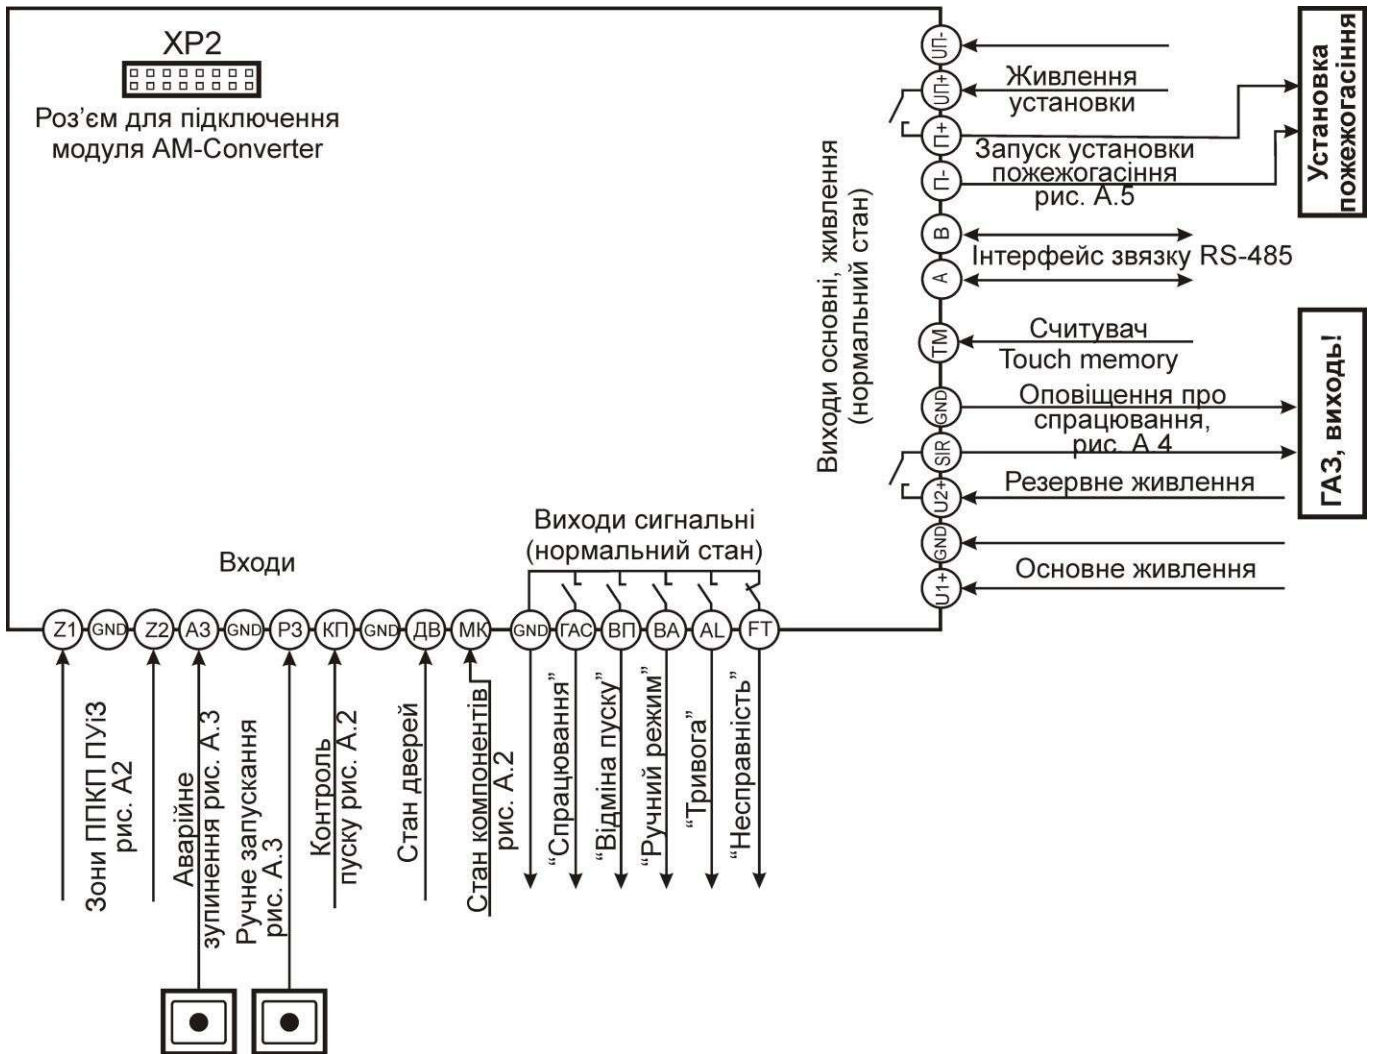 XP2
Роз’єм для підключення
модуля AM-Converter
Виходи основні, живлення
(нормальний стан)
UП-
UП+
П+
П-
B
A
TM
GND
SIR
U2+
GND
U1+
Живлення
установки
Запуск установки
пожежогасіння
рис. А.5
Інтерфейс звязку RS-485
Считувач
Touch memory
Оповіщення про
спрацювання,
рис. А.4
Резервне живлення
Основне живлення
Установка
пожежогасіння
ГАЗ, виходь!
Входи
Виходи сигнальні
(нормальний стан)
Z1
GND
Z2
АЗ
GND
РЗ
КП
GND
ДВ
МК
GND
ГАС
ВП
ВА
AL
FT
Зони ППКП ПУіЗ
рис. А2
Аварійне
зупинення рис. А.3
Ручне запускання
рис. А.3
Контроль
пуску рис. А.2
Стан дверей
Стан компонентів
рис. А.2
“Спрацювання”
“Відміна пуску”
“Ручний режим”
“Тривога”
“Несправність”